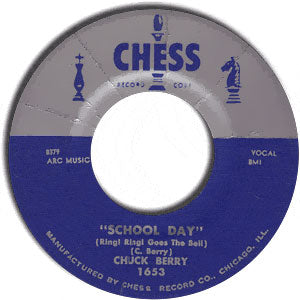 CHESS
RECORD CORP
8379
ARC MUSIC
VOCAL
BMI
"SCHOOL DAY"
(Ring! Ring! Goes The Bell)
(C. Berry)
CHUCK BERRY
1653
MANUFACTURED BY CHESS RECORD CO., CHICAGO, ILL.